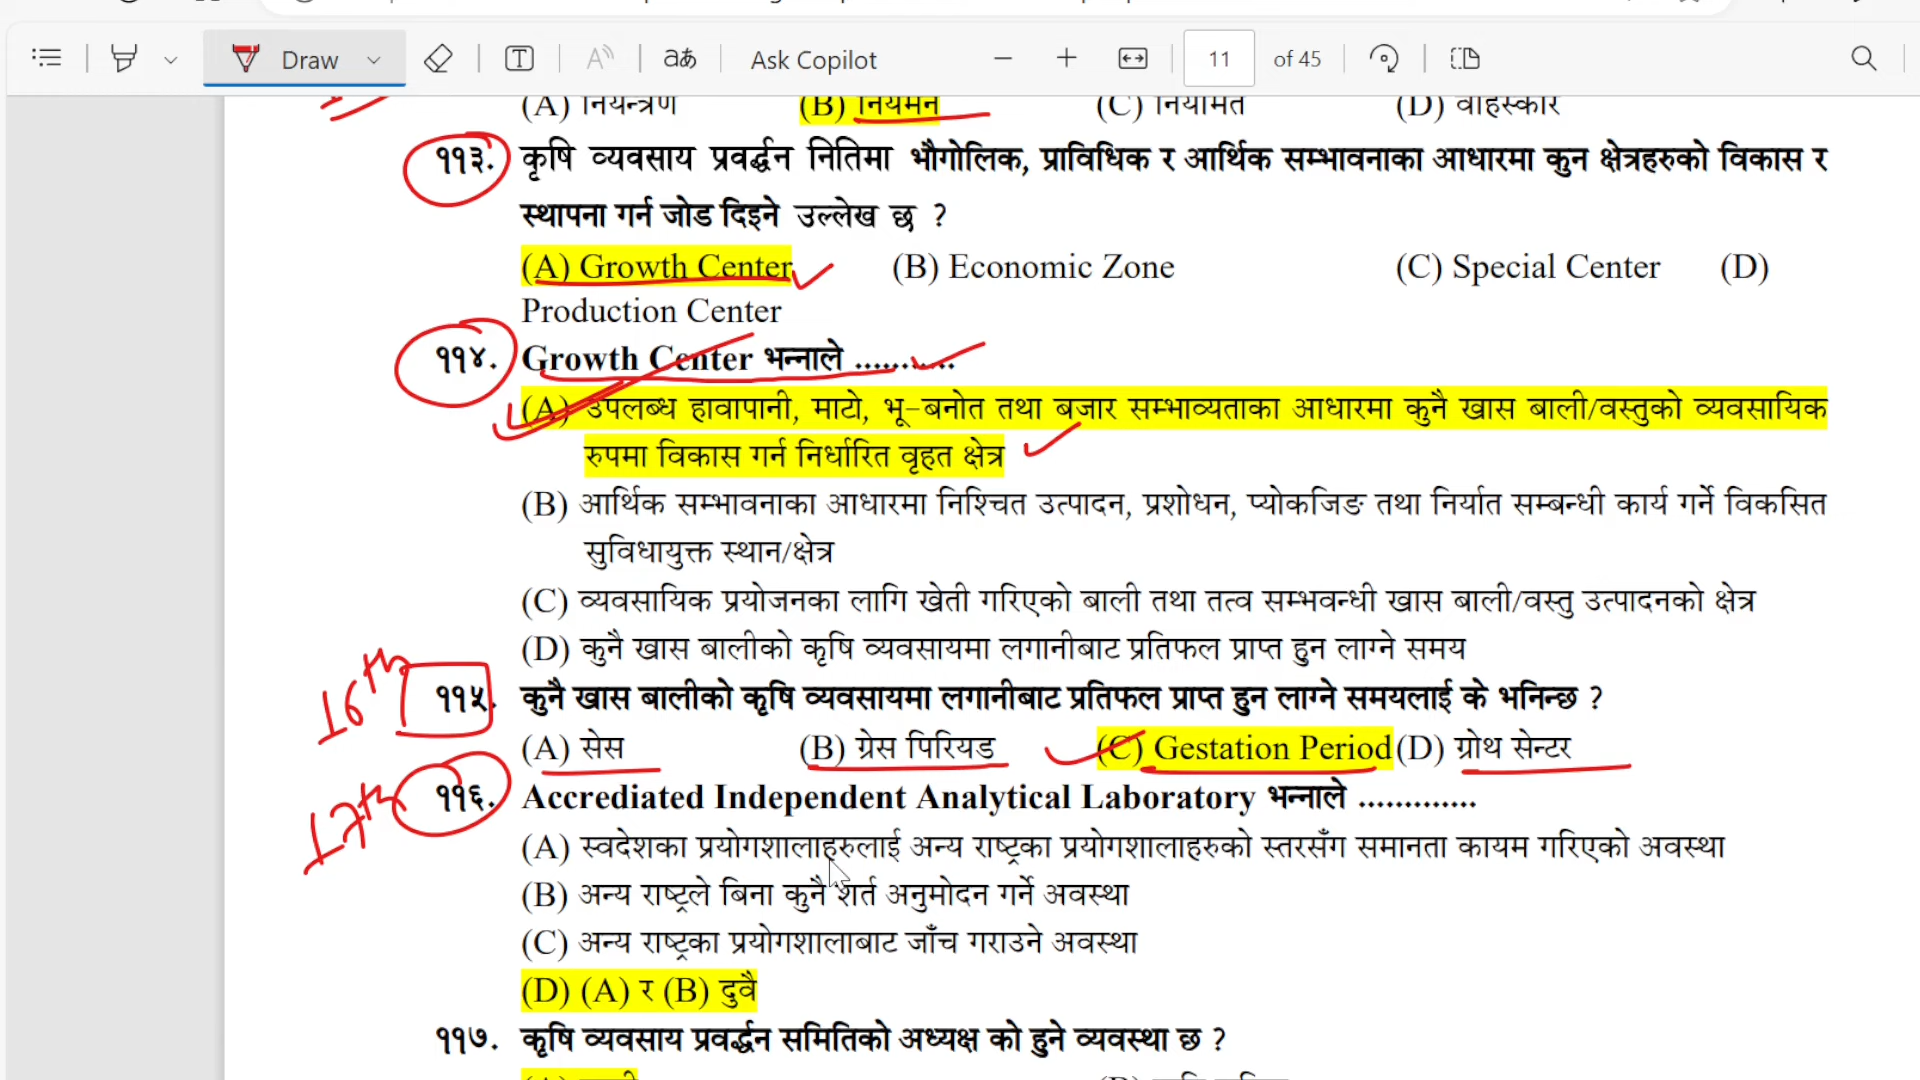 Draw
Ask Copilot
11 of 45
(A) नियन्त्रण (B) नियमन (C) नियमित (D) वहिस्कार
११३. कृषि व्यवसाय प्रवर्द्धन नितिमा भौगोलिक, प्राविधिक र आर्थिक सम्भावनाका आधारमा कुन क्षेत्रहरुको विकास र
स्थापना गर्न जोड दिइने उल्लेख छ ?
(A) Growth Center (B) Economic Zone (C) Special Center (D)
Production Center
११४. Growth Center भन्नाले ...........
(A) उपलब्ध हावापानी, माटो, भू-बनोत तथा बजार सम्भाव्यताका आधारमा कुनै खास बाली/वस्तुको व्यवसायिक
रुपमा विकास गर्न निर्धारित वृहत क्षेत्र
(B) आर्थिक सम्भावनाका आधारमा निश्चित उत्पादन, प्रशोधन, प्योकजिङ तथा निर्यात सम्बन्धी कार्य गर्ने विकसित
सुविधायुक्त स्थान/क्षेत्र
(C) व्यवसायिक प्रयोजनका लागि खेती गरिएको बाली तथा तत्व सम्भवन्धी खास बाली/वस्तु उत्पादनको क्षेत्र
(D) कुनै खास बालीको कृषि व्यवसायमा लगानीबाट प्रतिफल प्राप्त हुन लाग्ने समय
16th ११५. कुनै खास बालीको कृषि व्यवसायमा लगानीबाट प्रतिफल प्राप्त हुन लाग्ने समयलाई के भनिन्छ ?
(A) सेस (B) ग्रेस पिरियड (C) Gestation Period (D) ग्रोथ सेन्टर
17th ११६. Accrediated Independent Analytical Laboratory भन्नाले .............
(A) स्वदेशका प्रयोगशालाहरुलाई अन्य राष्ट्रका प्रयोगशालाहरुको स्तरसँग समानता कायम गरिएको अवस्था
(B) अन्य राष्ट्रले बिना कुनै शर्त अनुमोदन गर्ने अवस्था
(C) अन्य राष्ट्रका प्रयोगशालाबाट जाँच गराउने अवस्था
(D) (A) र (B) दुवै
११७. कृषि व्यवसाय प्रवर्द्धन समितिको अध्यक्ष को हुने व्यवस्था छ ?